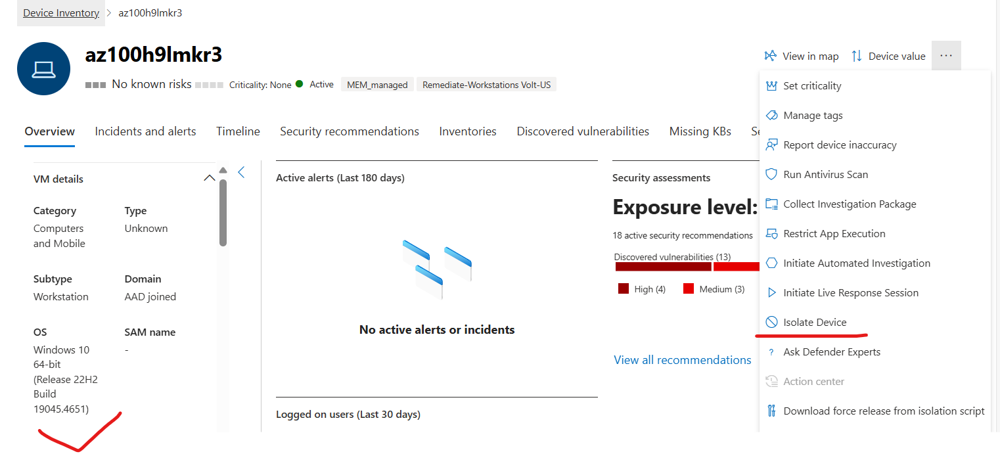 Device Inventory > az100h9lmkr3
az100h9lmkr3
View in map Device value ...
No known risks Criticality: None Active MEM_managed Remediate-Workstations Volt-US
Overview Incidents and alerts Timeline Security recommendations Inventories Discovered vulnerabilities Missing KBs Se
VM details
Category Type
Computers and Mobile Unknown
Subtype Domain
Workstation AAD joined
OS SAM name
Windows 10 -
64-bit
(Release 22H2
Build
19045.4651)
Active alerts (Last 180 days)
No active alerts or incidents
Logged on users (Last 30 days)
Security assessments
Exposure level:
18 active security recommendations
Discovered vulnerabilities (13)
High (4) Medium (3)
View all recommendations
Set criticality
Manage tags
Report device inaccuracy
Run Antivirus Scan
Collect Investigation Package
Restrict App Execution
Initiate Automated Investigation
Initiate Live Response Session
Isolate Device
? Ask Defender Experts
Action center
Download force release from isolation script